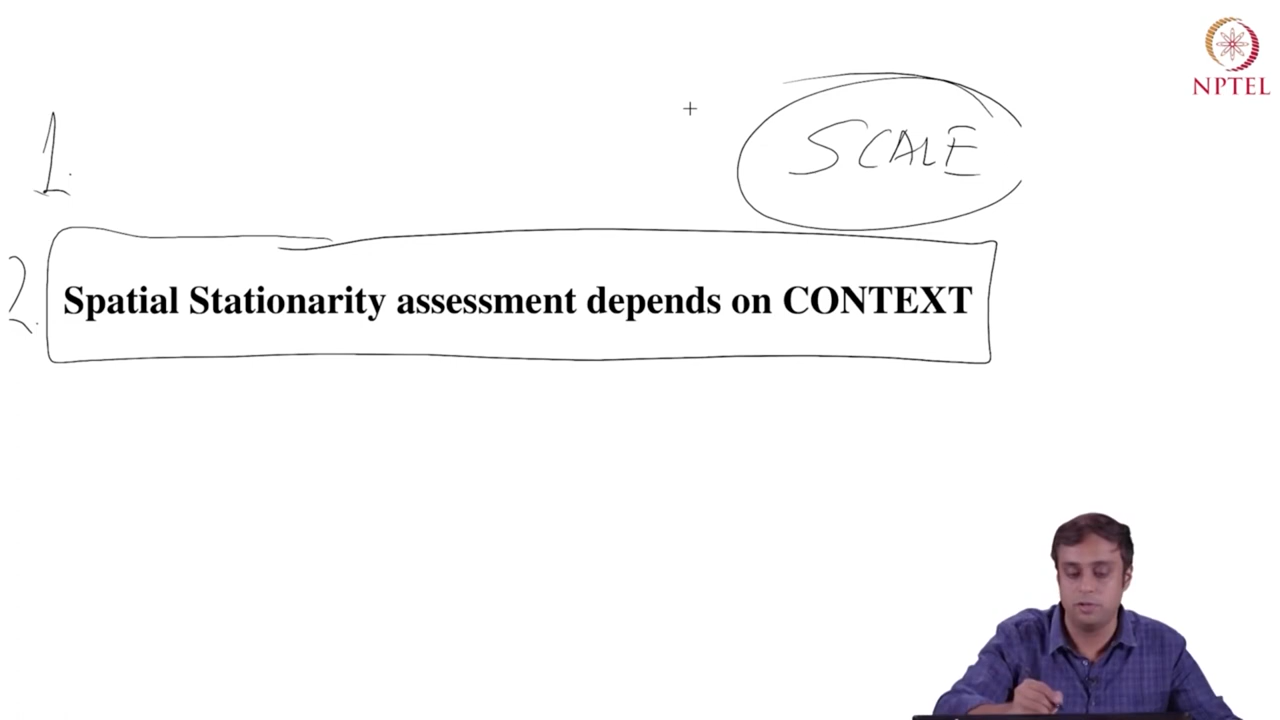 NPTEL
1.
SCALE
2.
Spatial Stationarity assessment depends on CONTEXT